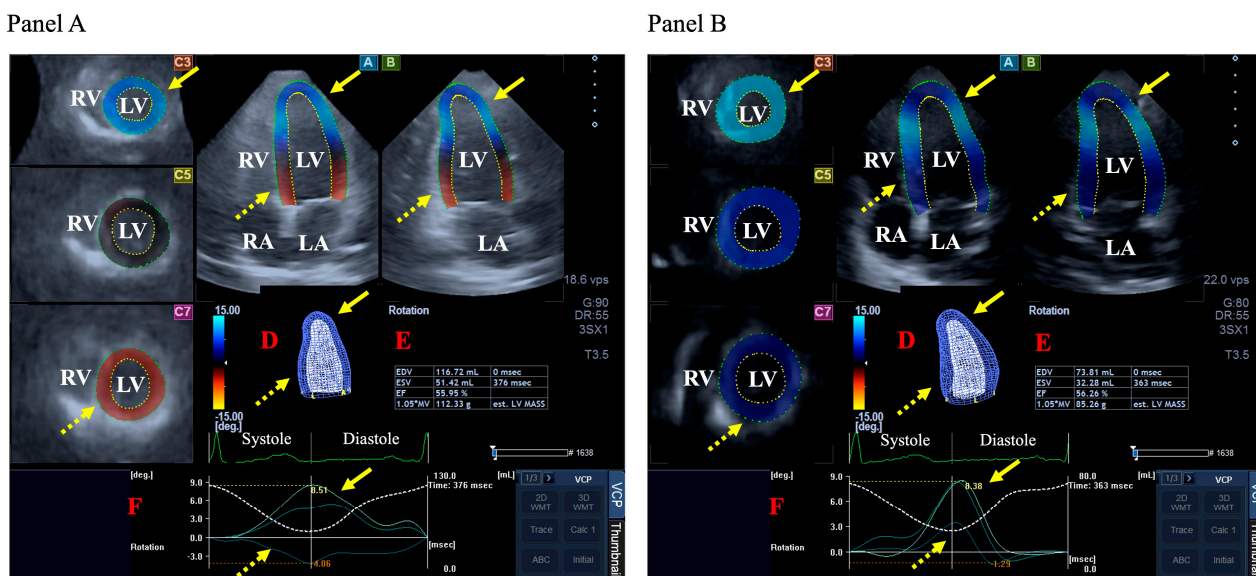 Panel A
Panel B
C3
A
B
RV
LV
RV
LV
LV
C5
RV
LV
RA
LA
LA
18.6 vps
G:90
DR:55
3SX1
T3.5
C7
RV
LV
15.00
-15.00
[deg.]
D
E
Rotation
EDV 116.72 mL 0 msec
ESV 51.42 mL 376 msec
EF 55.95 %
1.05*MV 112.33 g est. LV MASS
Systole Diastole
# 1638
F
[deg.]
[mL]
130.0
Time: 376 msec
9.0
6.0
3.0
0.0
-3.0
8.51
-4.06
[msec]
0.0
Rotation
1/3 > VCP
2D WMT
3D WMT
Trace
Calc 1
ABC
Initial
VCP
Thumbnail
C3
A
B
RV
LV
RV
LV
LV
C5
RV
LV
RA
LA
LA
22.0 vps
G:80
DR:55
3SX1
T3.5
C7
RV
LV
15.00
-15.00
[deg.]
D
E
Rotation
EDV 73.81 mL 0 msec
ESV 32.28 mL 363 msec
EF 56.26 %
1.05*MV 85.26 g est. LV MASS
Systole Diastole
# 1638
F
[deg.]
[mL]
80.0
Time: 363 msec
9.0
6.0
3.0
0.0
8.38
-1.29
[msec]
0.0
Rotation
1/3 > VCP
2D WMT
3D WMT
Trace
Calc 1
ABC
Initial